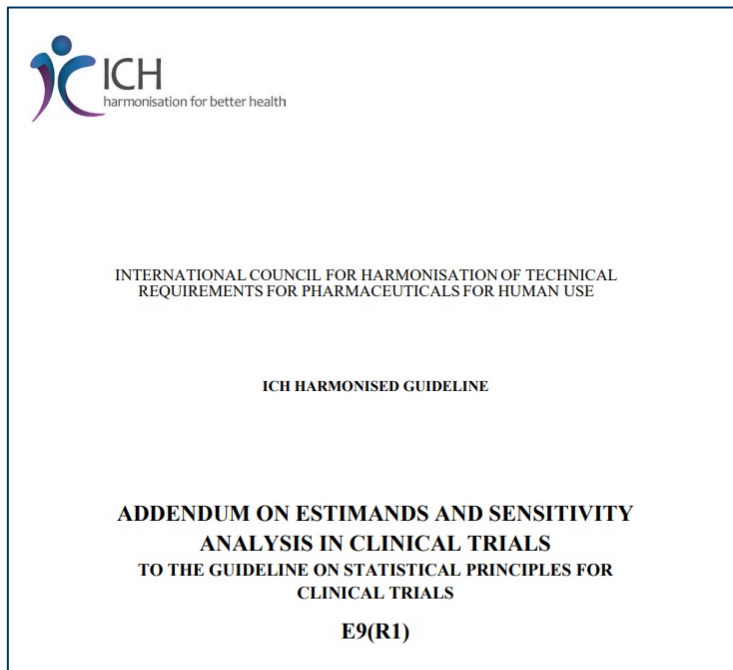 ICH
harmonisation for better health
INTERNATIONAL COUNCIL FOR HARMONISATION OF TECHNICAL
REQUIREMENTS FOR PHARMACEUTICALS FOR HUMAN USE
ICH HARMONISED GUIDELINE
ADDENDUM ON ESTIMANDS AND SENSITIVITY
ANALYSIS IN CLINICAL TRIALS
TO THE GUIDELINE ON STATISTICAL PRINCIPLES FOR
CLINICAL TRIALS
E9(R1)